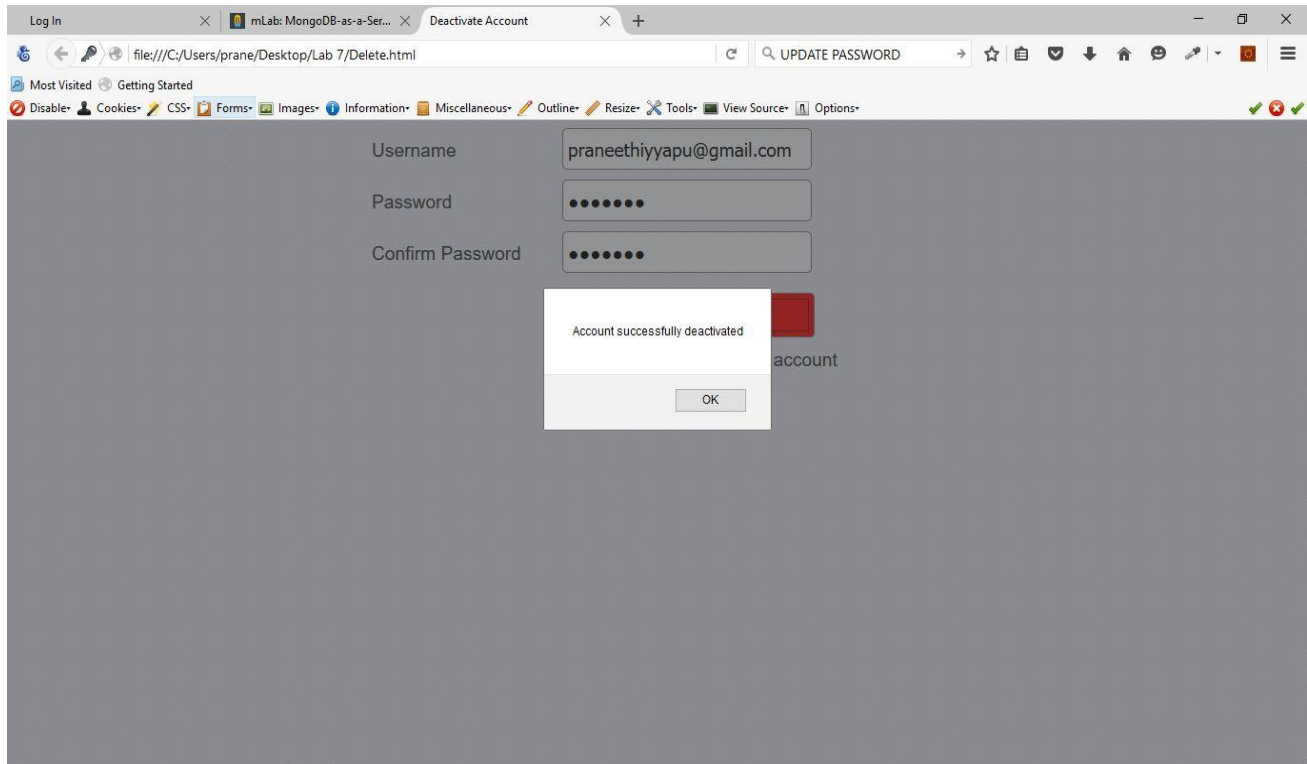 Log In
mLab: MongoDB-as-a-Ser...
Deactivate Account
file:///C:/Users/prane/Desktop/Lab 7/Delete.html
UPDATE PASSWORD
Most Visited Getting Started
Disable Cookies CSS Forms Images Information Miscellaneous Outline Resize Tools View Source Options
Username praneethiyyapu@gmail.com
Password ●●●●●●●
Confirm Password ●●●●●●●
Account successfully deactivated
account
OK